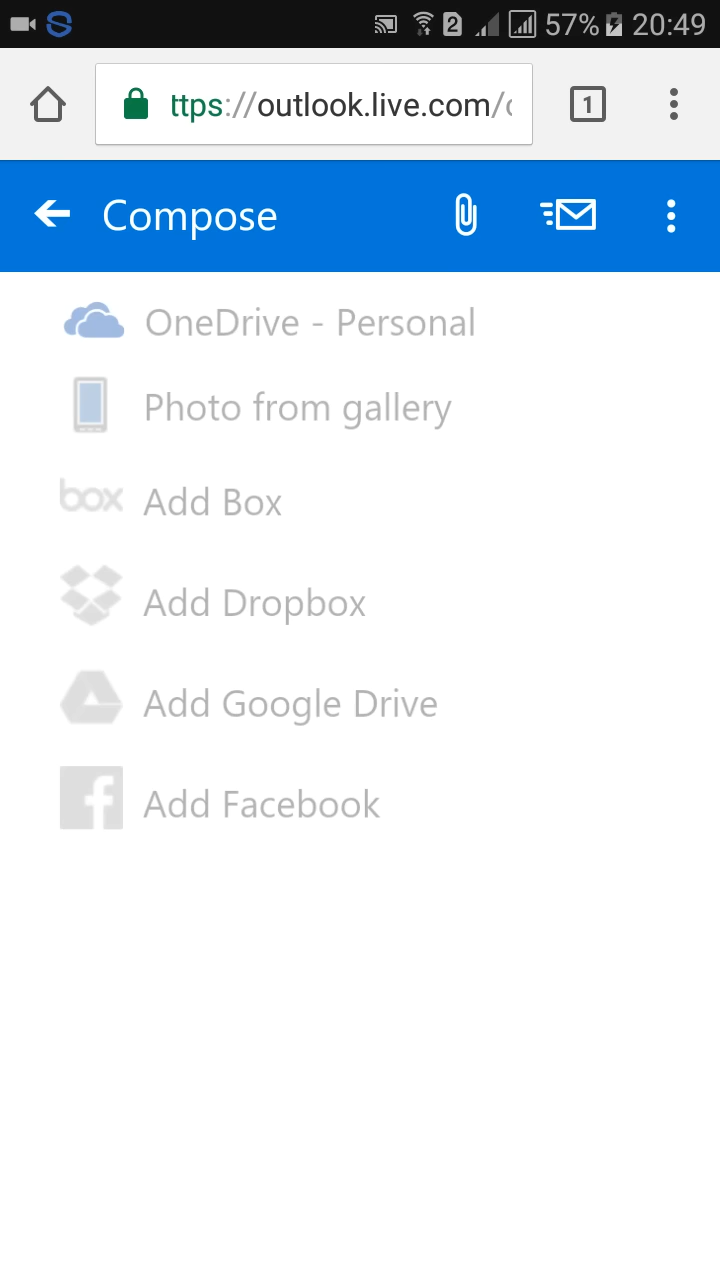 2 57% 20:49
ttps://outlook.live.com/ 1
Compose
OneDrive - Personal
Photo from gallery
box Add Box
Add Dropbox
Add Google Drive
f Add Facebook